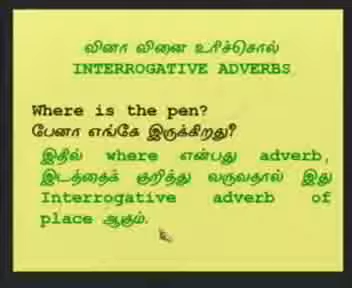 வினா வினை உரிச்சொல்
INTERROGATIVE ADVERBS
Where is the pen?
பேனா எங்கே இருக்கிறது?
இதில் where என்பது adverb,
இடத்தைக் குறித்து வருவதால் இது
Interrogative adverb of
place ஆகும்.